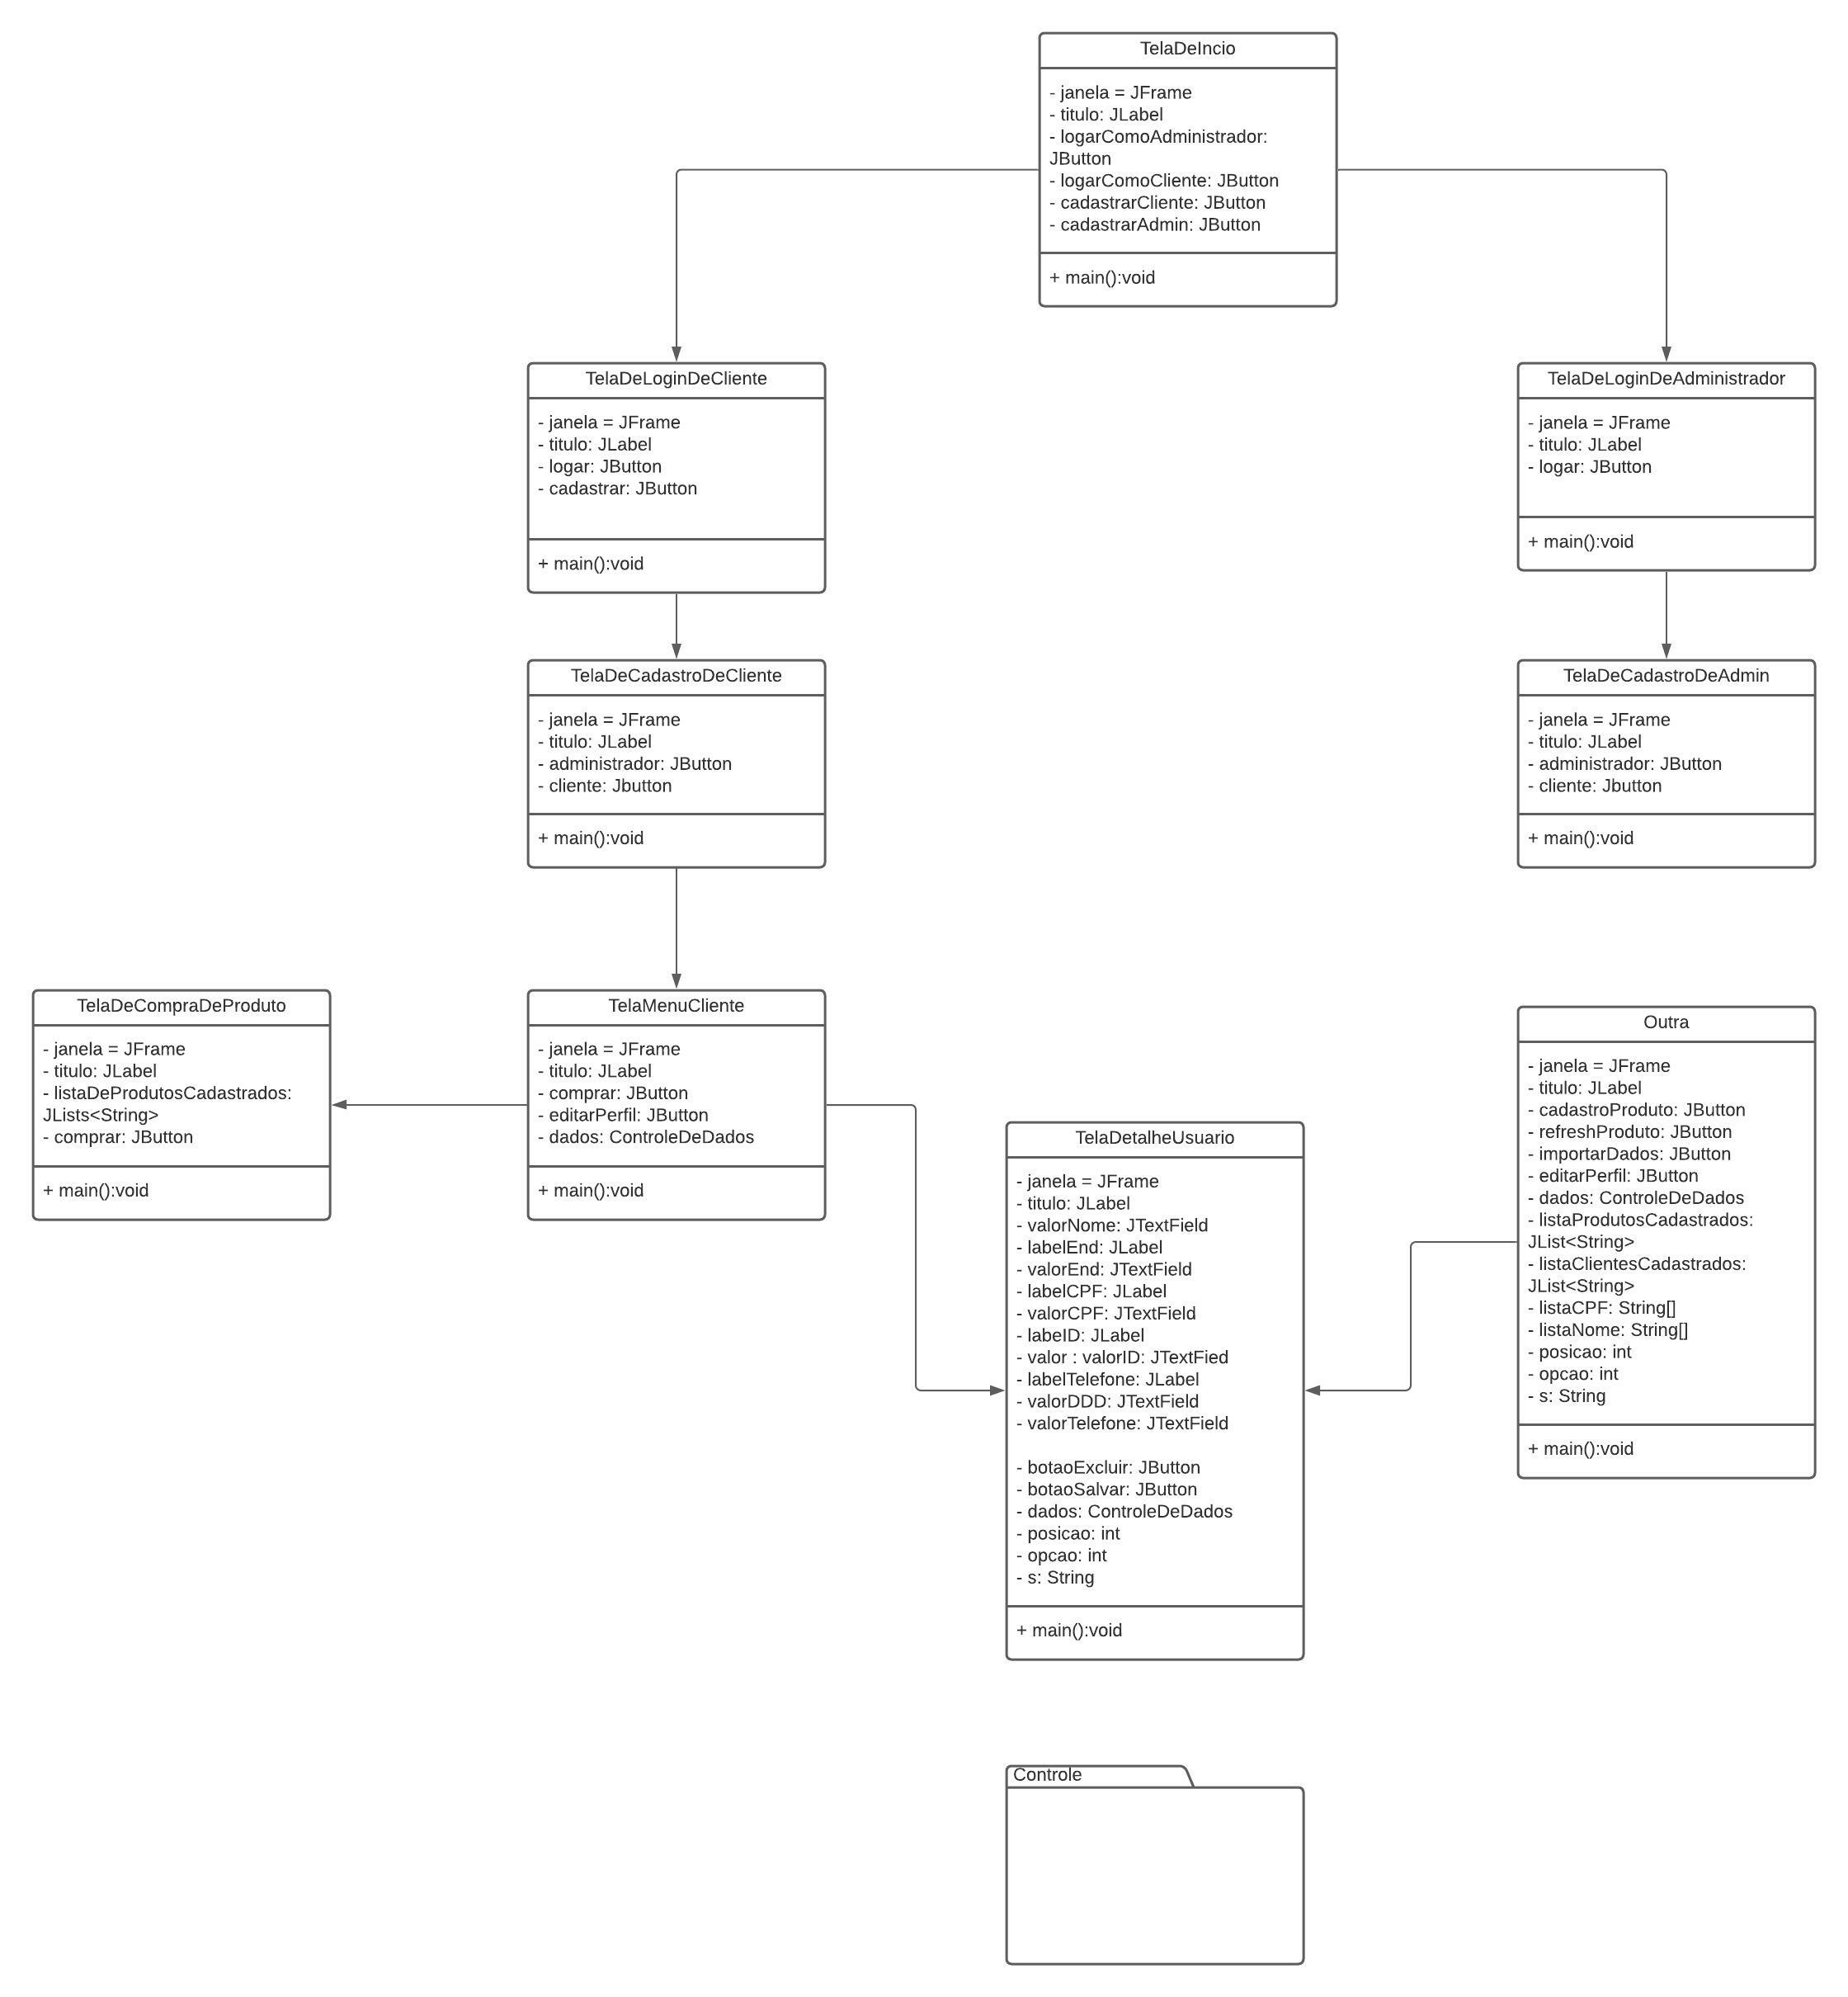 TelaDeIncio
- janela = JFrame
- titulo: JLabel
- logarComoAdministrador:
JButton
- logarComoCliente: JButton
- cadastrarCliente: JButton
- cadastrarAdmin: JButton
+ main():void
TelaDeLoginDeCliente
- janela = JFrame
- titulo: JLabel
- logar: JButton
- cadastrar: JButton
+ main():void
TelaDeLoginDeAdministrador
- janela = JFrame
- titulo: JLabel
- logar: JButton
+ main():void
TelaDeCadastroDeCliente
- janela = JFrame
- titulo: JLabel
- administrador: JButton
- cliente: Jbutton
+ main():void
TelaDeCadastroDeAdmin
- janela = JFrame
- titulo: JLabel
- administrador: JButton
- cliente: Jbutton
+ main():void
TelaDeCompraDeProduto
- janela = JFrame
- titulo: JLabel
- listaDeProdutosCadastrados:
JLists<String>
- comprar: JButton
+ main():void
TelaMenuCliente
- janela = JFrame
- titulo: JLabel
- comprar: JButton
- editarPerfil: JButton
- dados: ControleDeDados
+ main():void
TelaDetalheUsuario
- janela = JFrame
- titulo: JLabel
- valorNome: JTextField
- labelEnd: JLabel
- valorEnd: JTextField
- labelCPF: JLabel
- valorCPF: JTextField
- labeID: JLabel
- valor : valorID: JTextFied
- labelTelefone: JLabel
- valorDDD: JTextField
- valorTelefone: JTextField
- botaoExcluir: JButton
- botaoSalvar: JButton
- dados: ControleDeDados
- posicao: int
- opcao: int
- s: String
+ main():void
Outra
- janela = JFrame
- titulo: JLabel
- cadastroProduto: JButton
- refreshProduto: JButton
- importarDados: JButton
- editarPerfil: JButton
- dados: ControleDeDados
- listaProdutosCadastrados:
JList<String>
- listaClientesCadastrados:
JList<String>
- listaCPF: String[]
- listaNome: String[]
- posicao: int
- opcao: int
- s: String
+ main():void
Controle